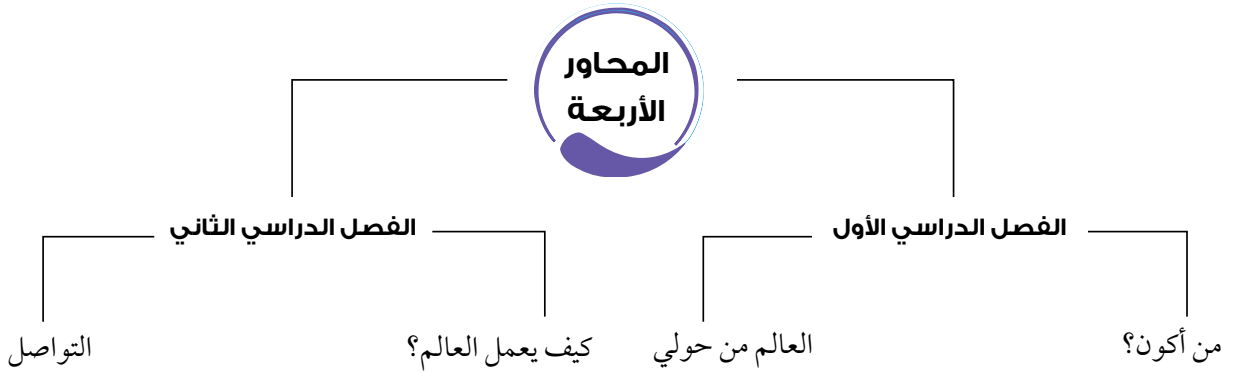 المحاور
الأربعة
الفصل الدراسي الأول
الفصل الدراسي الثاني
من أكون؟
العالم من حولي
كيف يعمل العالم؟
التواصل